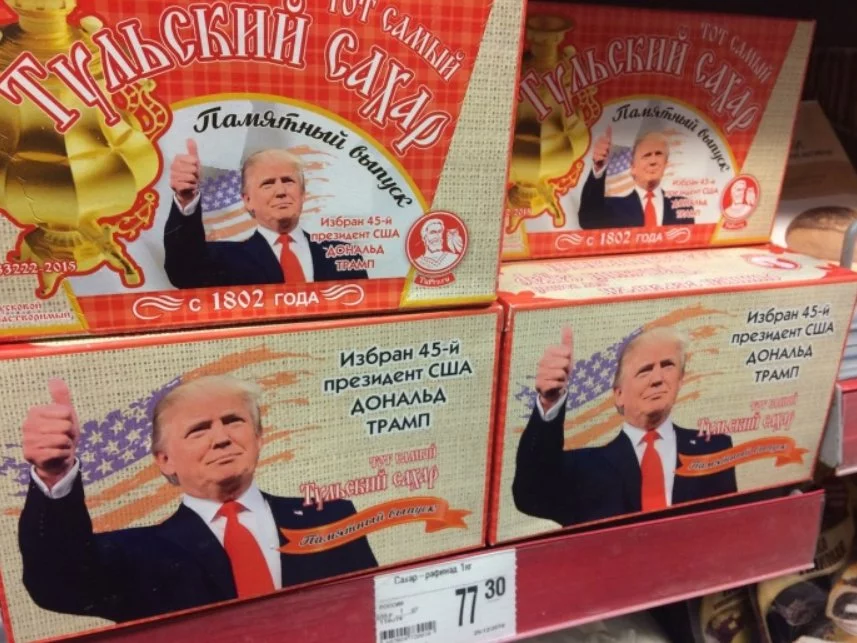 ТОТ САМЫЙ
ТУЛЬСКИЙ САХАР
Памятный выпуск
Избран 45-й
президент США
ДОНАЛЬД
ТРАМП
33222-2015
С 1802 ГОДА
ТОТ САМЫЙ
ТУЛЬСКИЙ САХАР
Памятный выпуск
Избран 45-й
президент США
ДОНАЛЬД
ТРАМП
С 1802 ГОДА
Избран 45-й
президент США
ДОНАЛЬД
ТРАМП
тот самый
Тульский сахар
Памятный выпуск
Избран 45-й
президент США
ДОНАЛЬД
ТРАМП
тот самый
Тульский сахар
Памятный выпуск
Сахар-рафинад 1кг
РОССИЯ
77 30